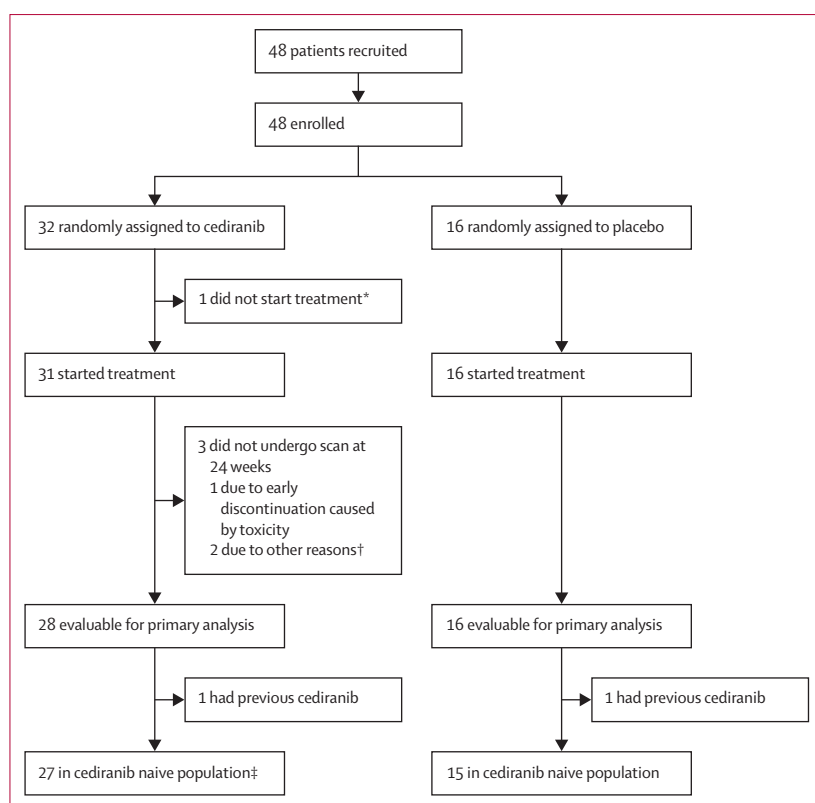 48 patients recruited
48 enrolled
32 randomly assigned to cediranib
16 randomly assigned to placebo
1 did not start treatment*
31 started treatment
16 started treatment
3 did not undergo scan at
24 weeks
1 due to early
discontinuation caused
by toxicity
2 due to other reasons†
28 evaluable for primary analysis
16 evaluable for primary analysis
1 had previous cediranib
1 had previous cediranib
27 in cediranib naive population‡
15 in cediranib naive population